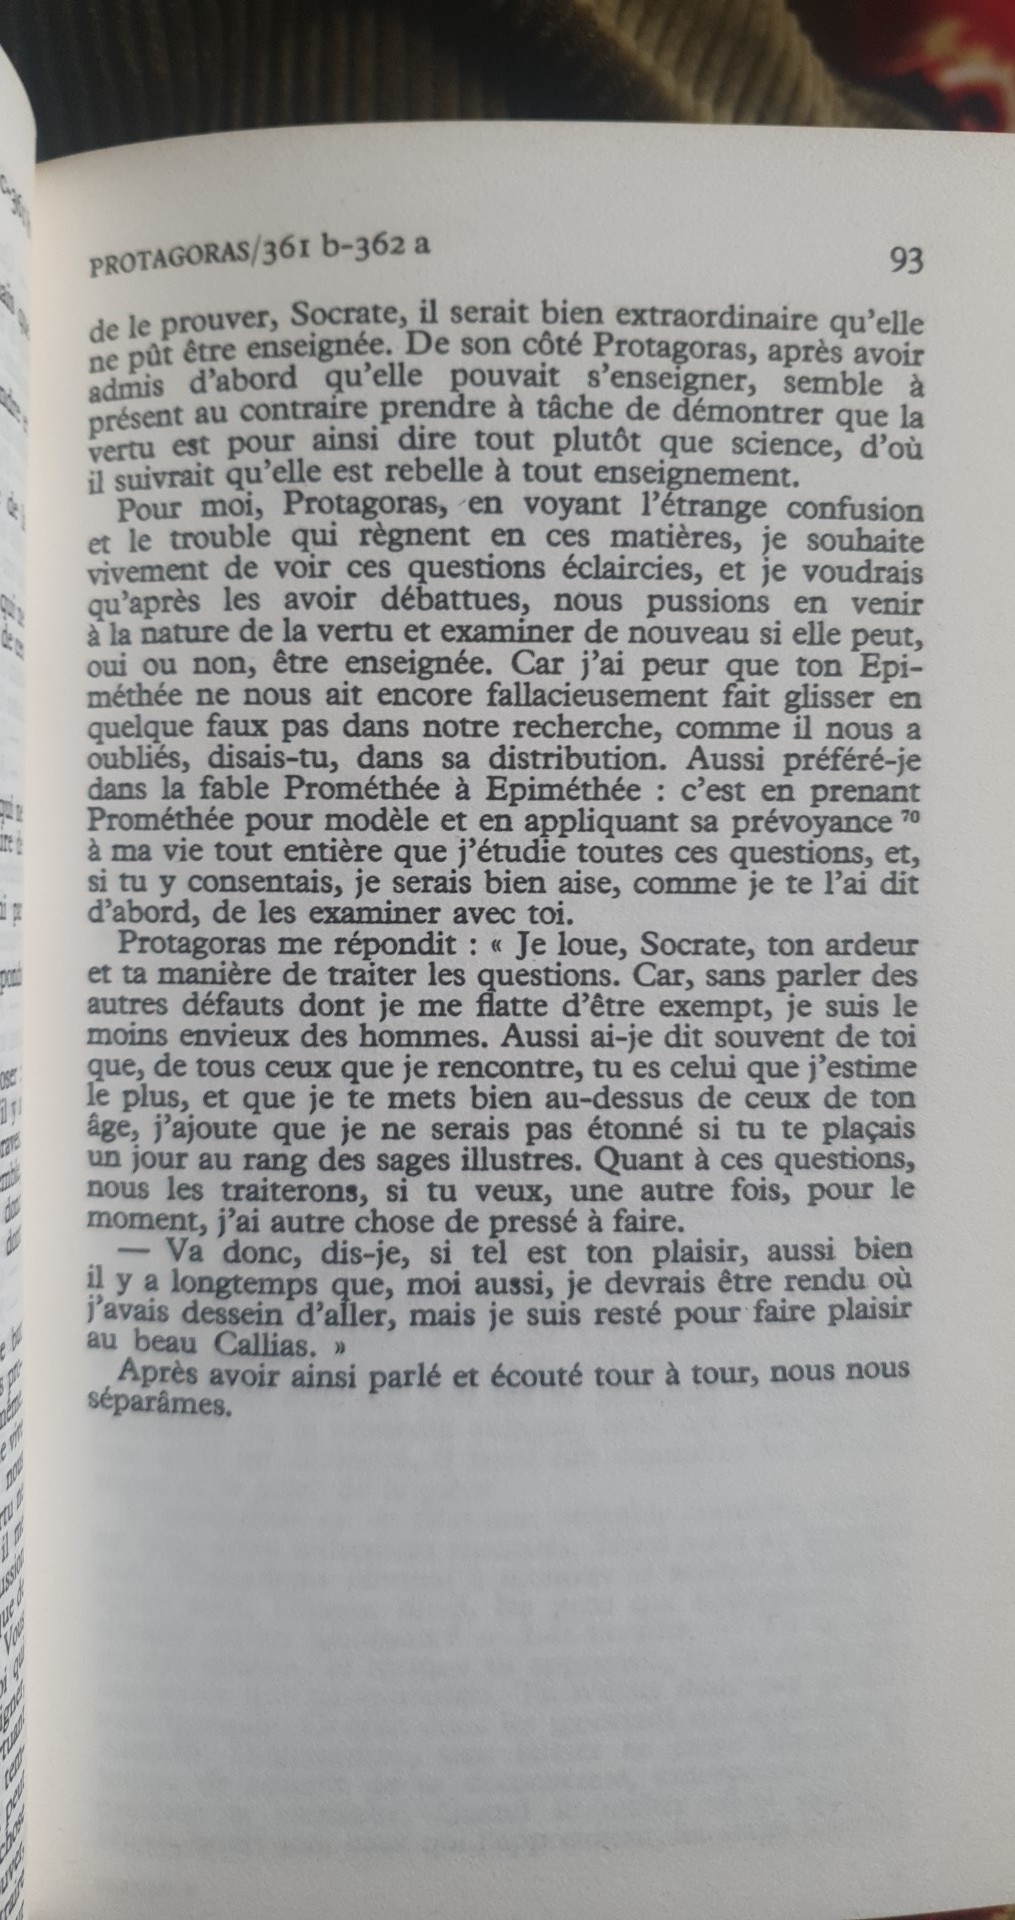 PROTAGORAS/361 b-362 a
93
de le prouver, Socrate, il serait bien extraordinaire qu'elle
ne pût être enseignée. De son côté Protagoras, après avoir
admis d'abord qu'elle pouvait s'enseigner, semble à
présent au contraire prendre à tâche de démontrer que la
vertu est pour ainsi dire tout plutôt que science, d'où
il suivrait qu'elle est rebelle à tout enseignement.
Pour moi, Protagoras, en voyant l'étrange confusion
et le trouble qui règnent en ces matières, je souhaite
vivement de voir ces questions éclaircies, et je voudrais
qu'après les avoir débattues, nous pussions en venir
à la nature de la vertu et examiner de nouveau si elle peut,
oui ou non, être enseignée. Car j'ai peur que ton Epi-
méthée ne nous ait encore fallacieusement fait glisser en
quelque faux pas dans notre recherche, comme il nous a
oubliés, disais-tu, dans sa distribution. Aussi préféré-je
dans la fable Prométhée à Epiméthée : c'est en prenant
Prométhée pour modèle et en appliquant sa prévoyance 70
à ma vie tout entière que j'étudie toutes ces questions, et,
si tu y consentais, je serais bien aise, comme je te l'ai dit
d'abord, de les examiner avec toi.
Protagoras me répondit : « Je loue, Socrate, ton ardeur
et ta manière de traiter les questions. Car, sans parler des
autres défauts dont je me flatte d'être exempt, je suis le
moins envieux des hommes. Aussi ai-je dit souvent de toi
que, de tous ceux que je rencontre, tu es celui que j'estime
le plus, et que je te mets bien au-dessus de ceux de ton
âge, j'ajoute que je ne serais pas étonné si tu te plaçais
un jour au rang des sages illustres. Quant à ces questions,
nous les traiterons, si tu veux, une autre fois, pour le
moment, j'ai autre chose de pressé à faire.
— Va donc, dis-je, si tel est ton plaisir, aussi bien
il y a longtemps que, moi aussi, je devrais être rendu où
j'avais dessein d'aller, mais je suis resté pour faire plaisir
au beau Callias. »
Après avoir ainsi parlé et écouté tour à tour, nous nous
séparâmes.